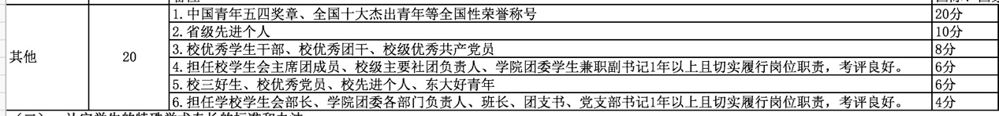 1.中国青年五四奖章、全国十大杰出青年等全国性荣誉称号 20分
2.省级先进个人 10分
3.校优秀学生干部、校优秀团干、校级优秀共产党员 8分
其他 20
4.担任校学生会主席团成员、校级主要社团负责人、学院团委学生兼职副书记1年以上且切实履行岗位职责，考评良好。 6分
5.校三好生、校优秀党员、校先进个人、东大好青年 6分
6.担任学校学生会部长、学院团委各部门负责人、班长、团支书、党支部书记1年以上且切实履行岗位职责，考评良好。 4分